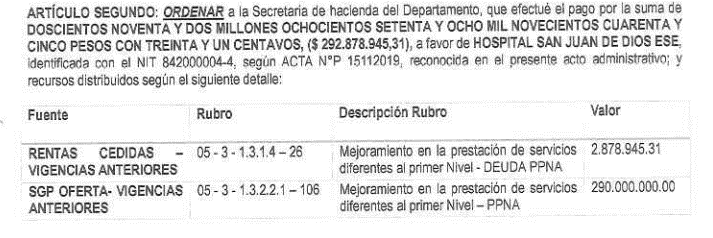 ARTÍCULO SEGUNDO: ORDENAR a la Secretaria de hacienda del Departamento, que efectué el pago por la suma de
DOSCIENTOS NOVENTA Y DOS MILLONES OCHOCIENTOS SETENTA Y OCHO MIL NOVECIENTOS CUARENTA Y
CINCO PESOS CON TREINTA Y UN CENTAVOS, ($ 292.878.945,31), a favor de HOSPITAL SAN JUAN DE DIOS ESE,
identificada con el NIT 842000004-4, según ACTA N°P 15112019, reconocida en el presente acto administrativo; y
recursos distribuidos según el siguiente detalle:
Fuente Rubro Descripción Rubro Valor
RENTAS CEDIDAS – 05 - 3 - 1.3.1.4 – 26 Mejoramiento en la prestación de servicios 2.878.945.31
VIGENCIAS ANTERIORES diferentes al primer Nivel - DEUDA PPNA
SGP OFERTA- VIGENCIAS 05 - 3 - 1.3.2.2.1 – 106 Mejoramiento en la prestación de servicios 290.000.000.00
ANTERIORES diferentes al primer Nivel – PPNA